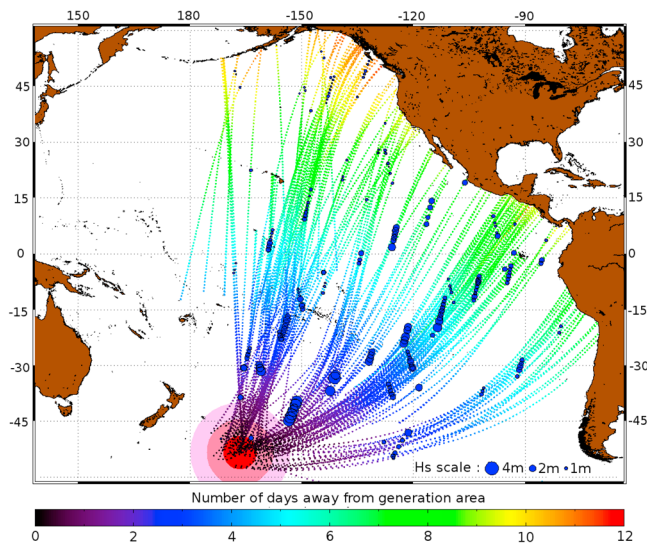 150 180 -150 -120 -90
45 45
30 30
15 15
0 0
-15 -15
-30 -30
-45 -45
Hs scale : 4m 2m 1m
Number of days away from generation area
0 2 4 6 8 10 12